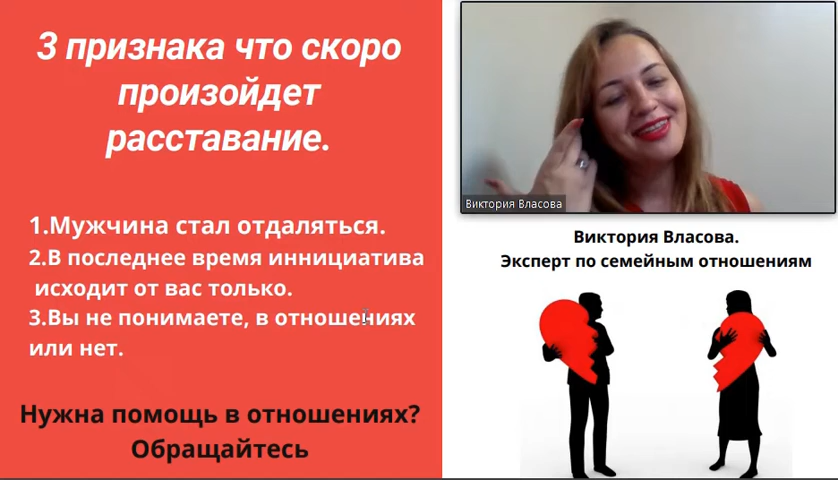 3 признака что скоро
произойдет
расставание.
1.Мужчина стал отдаляться.
2.В последнее время иннициатива
исходит от вас только.
3.Вы не понимаете, в отношениях
или нет.
Нужна помощь в отношениях?
Обращайтесь
Виктория Власова
Виктория Власова.
Эксперт по семейным отношениям